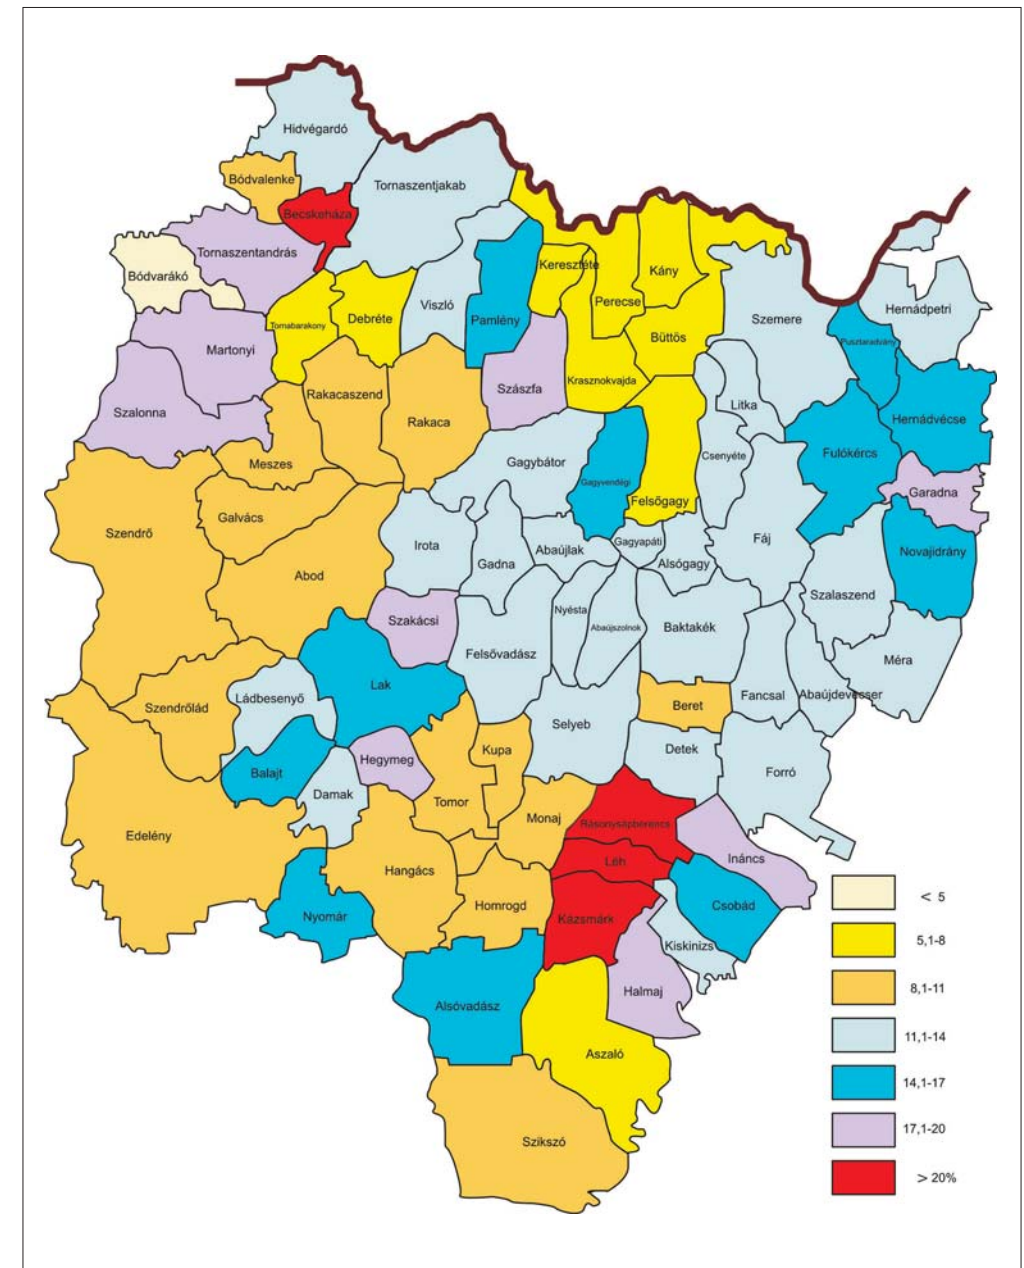 Hidvégardó
Bódvalenke
Tornaszentjakab
Becskeháza
Tornaszentandrás
Bódvarákó
Keresztéte
Kány
Perecse
Hernádpetri
Viszló
Pamlény
Szemere
Tornabarakony
Debréte
Büttös
Pusztaradvány
Martonyi
Krasznokvajda
Szászfa
Rakacaszend
Litka
Szalonna
Rakaca
Hernádvécse
Fulókércs
Csenyéte
Meszes
Gagybátor
Gagyvendégi
Garadna
Felsőgagy
Galvács
Szendrő
Irota
Abaújlak
Gagyapáti
Fáj
Novajidrány
Gadna
Alsógagy
Abod
Szalaszend
Nyésta
Szakácsi
Abaújszolnok
Baktakék
Felsővadász
Méra
Lak
Ládbesenyő
Fancsal
Abaújdevecser
Szendrőlád
Beret
Selyeb
Kupa
Detek
Hegymeg
Balajt
Forró
Damak
Tomor
Monaj
Rásonysápberencs
Edelény
Ináncs
Léh
Hangács
Homrogd
Csobád
Nyomár
Kázsmárk
Kiskinizs
Halmaj
Alsóvadász
Aszaló
Szikszó
< 5
5,1-8
8,1-11
11,1-14
14,1-17
17,1-20
> 20%